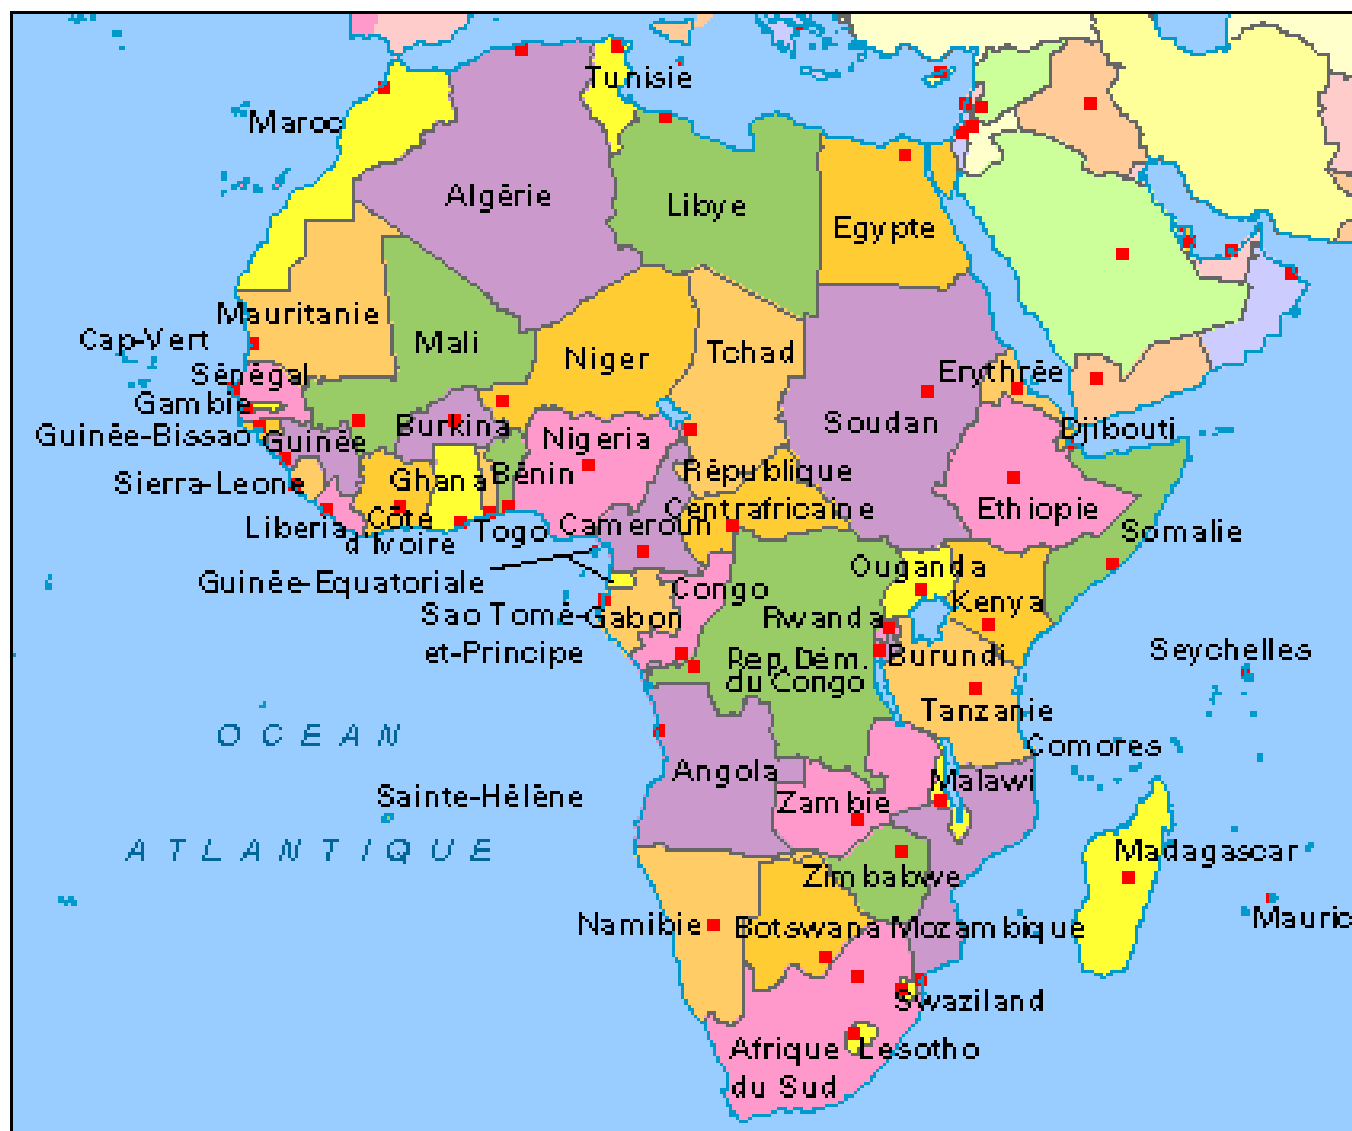 Tunisie
Maroc
Algérie
Libye
Egypte
Mauritanie
Cap-Vert
Mali
Niger
Tchad
Sénégal
Erythrée
Gambie
Soudan
Burkina
Djibouti
Guinée-Bissao
Guinée
Nigeria
Sierra-Leone
Ghana
Bénin
République
Centrafricaine
Ethiopie
Liberia
Côte
d'Ivoire
Togo
Cameroun
Somalie
Guinée-Equatoriale
Congo
Ouganda
Kenya
Sao Tomé-
et-Principe
Gabon
Rwanda
Burundi
Seychelles
Rep. Dém.
du Congo
Tanzanie
OCEAN
Comores
Angola
Malawi
Sainte-Hélène
Zambie
ATLANTIQUE
Madagascar
Zimbabwe
Namibie
Botswana
Mozambique
Mauric
Swaziland
Afrique
du Sud
Lesotho